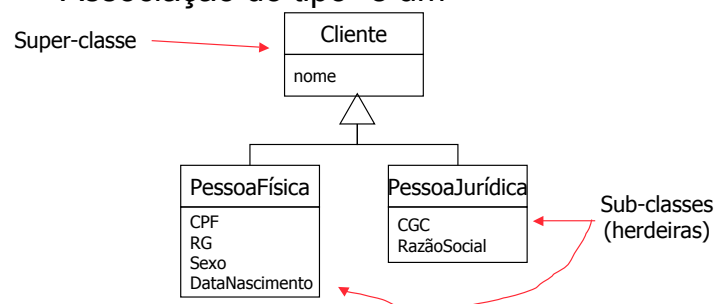 Associação do tipo "é um"
Super-classe
Cliente
nome
PessoaFísica
CPF
RG
Sexo
DataNascimento
PessoaJurídica
CGC
RazãoSocial
Sub-classes
(herdeiras)